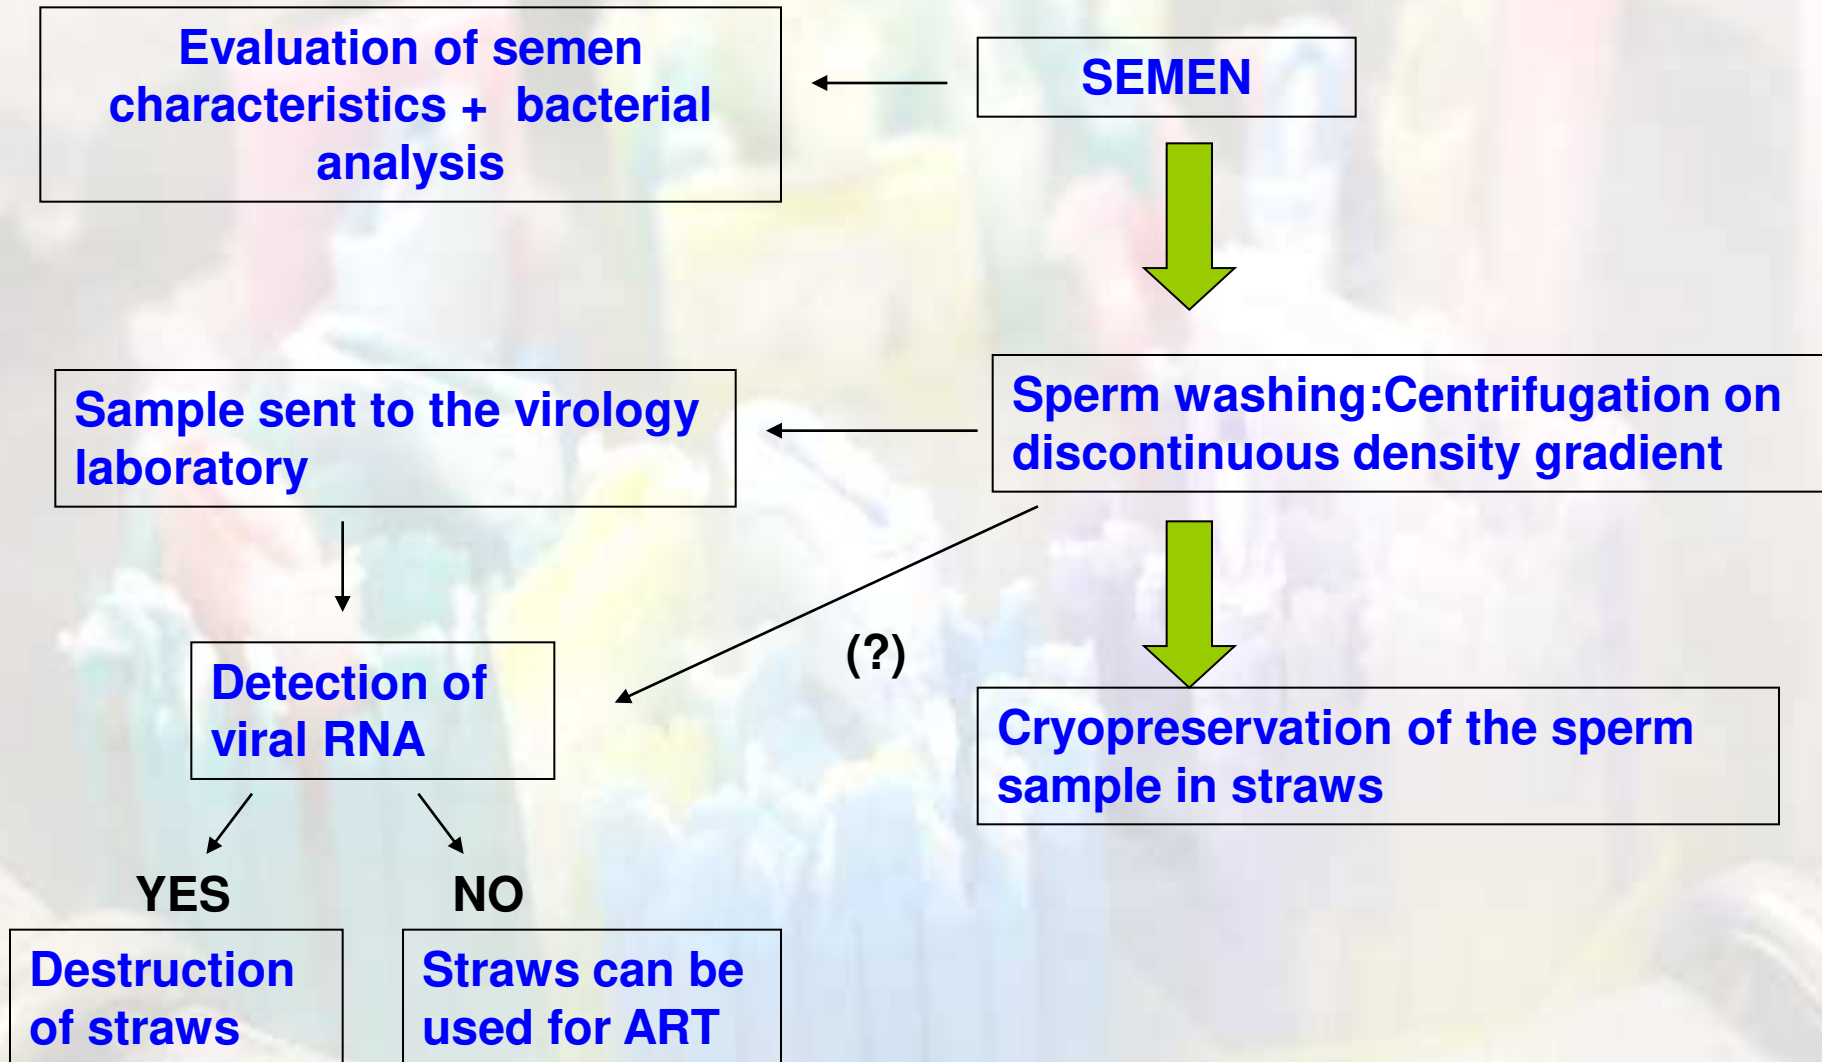 Evaluation of semen
characteristics + bacterial
analysis
SEMEN
Sample sent to the virology
laboratory
Sperm washing:Centrifugation on
discontinuous density gradient
(?)
Detection of
viral RNA
Cryopreservation of the sperm
sample in straws
YES
NO
Destruction
of straws
Straws can be
used for ART